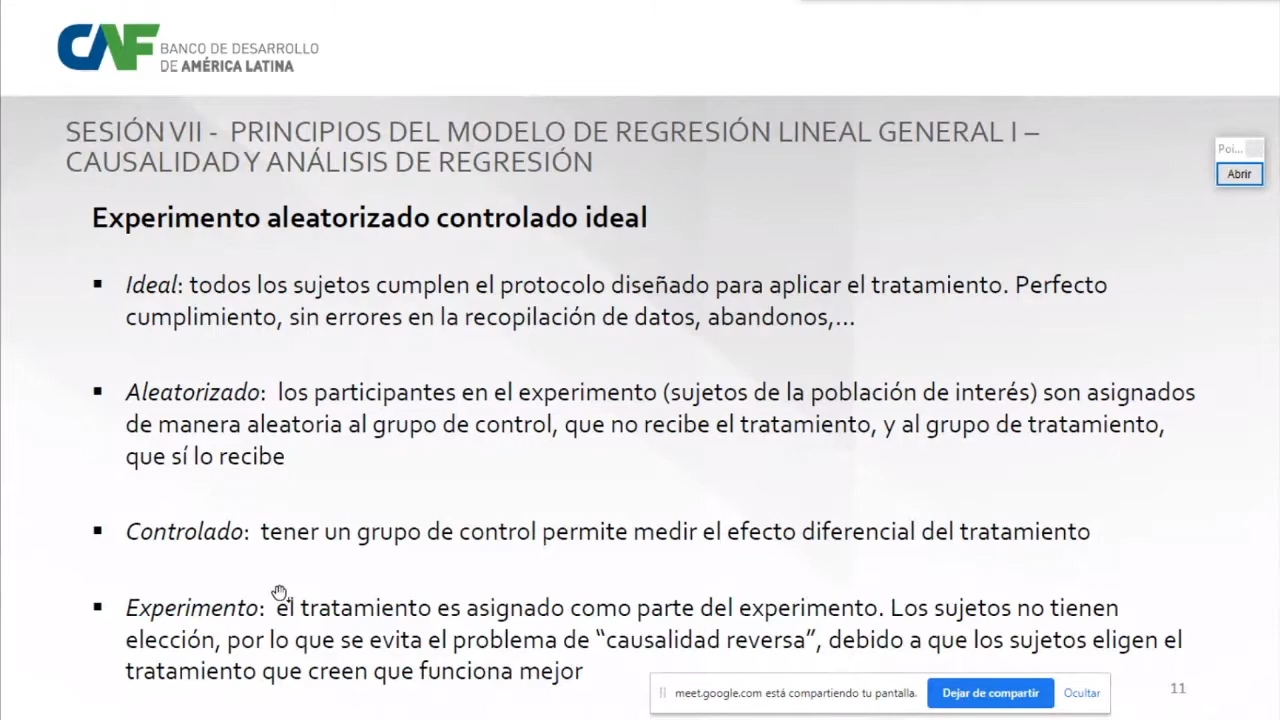 CAF BANCO DE DESARROLLO
DE AMÉRICA LATINA
SESIÓN VII - PRINCIPIOS DEL MODELO DE REGRESIÓN LINEAL GENERAL I –
CAUSALIDAD Y ANÁLISIS DE REGRESIÓN
Poi...
Abrir
Experimento aleatorizado controlado ideal
▪ Ideal: todos los sujetos cumplen el protocolo diseñado para aplicar el tratamiento. Perfecto
cumplimiento, sin errores en la recopilación de datos, abandonos,...
▪ Aleatorizado: los participantes en el experimento (sujetos de la población de interés) son asignados
de manera aleatoria al grupo de control, que no recibe el tratamiento, y al grupo de tratamiento,
que sí lo recibe
▪ Controlado: tener un grupo de control permite medir el efecto diferencial del tratamiento
▪ Experimento: el tratamiento es asignado como parte del experimento. Los sujetos no tienen
elección, por lo que se evita el problema de “causalidad reversa”, debido a que los sujetos eligen el
tratamiento que creen que funciona mejor
meet.google.com está compartiendo tu pantalla. Dejar de compartir Ocultar
11